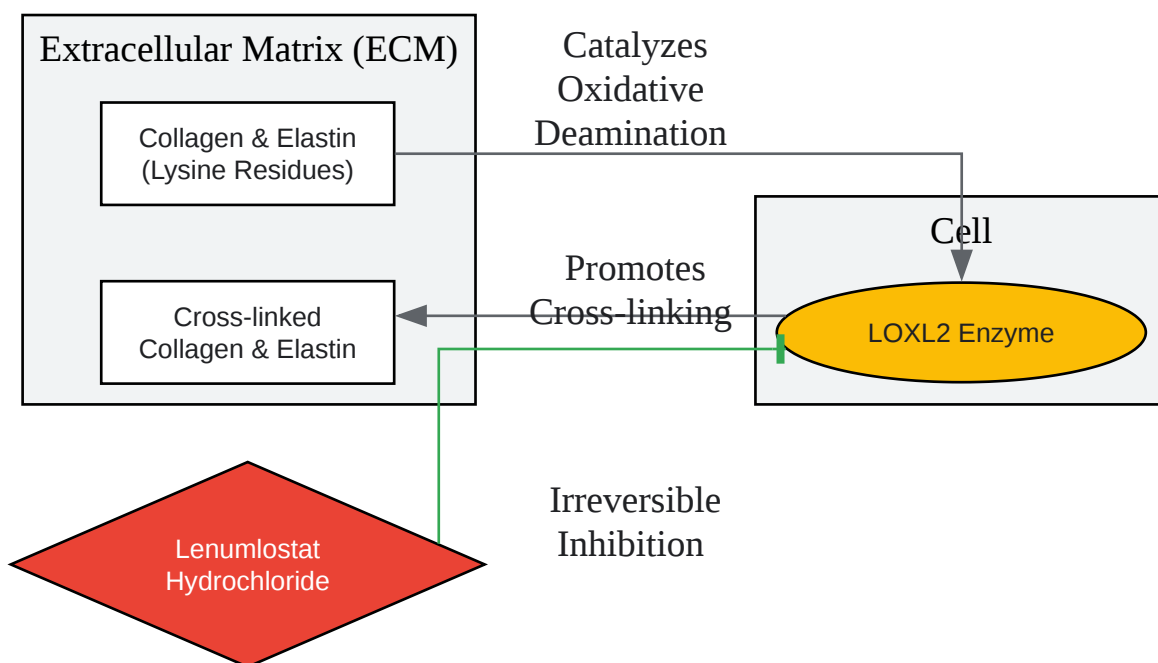 Extracellular Matrix (ECM)
Collagen & Elastin
(Lysine Residues)
Catalyzes
Oxidative
Deamination
Cell
Promotes
Cross-linking
Cross-linked
Collagen & Elastin
LOXL2 Enzyme
Irreversible
Inhibition
Lenumlostat
Hydrochloride